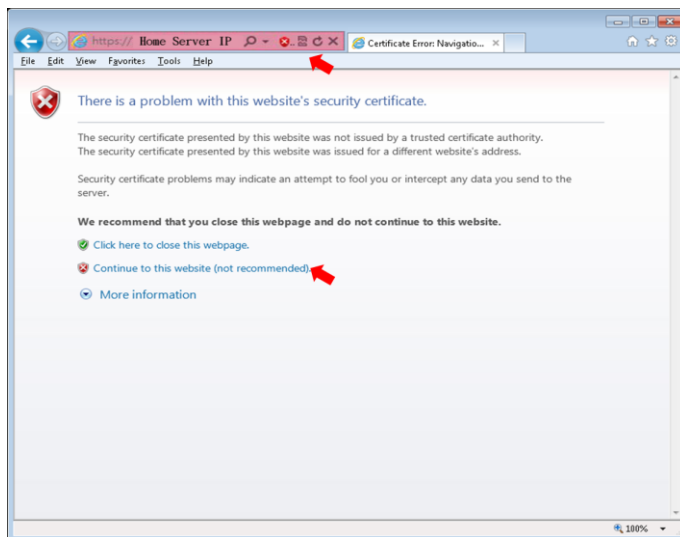 https:// Home Server IP
Certificate Error: Navigatio...
File Edit View Favorites Tools Help
There is a problem with this website's security certificate.
The security certificate presented by this website was not issued by a trusted certificate authority.
The security certificate presented by this website was issued for a different website's address.
Security certificate problems may indicate an attempt to fool you or intercept any data you send to the
server.
We recommend that you close this webpage and do not continue to this website.
Click here to close this webpage.
Continue to this website (not recommended).
More information
100%